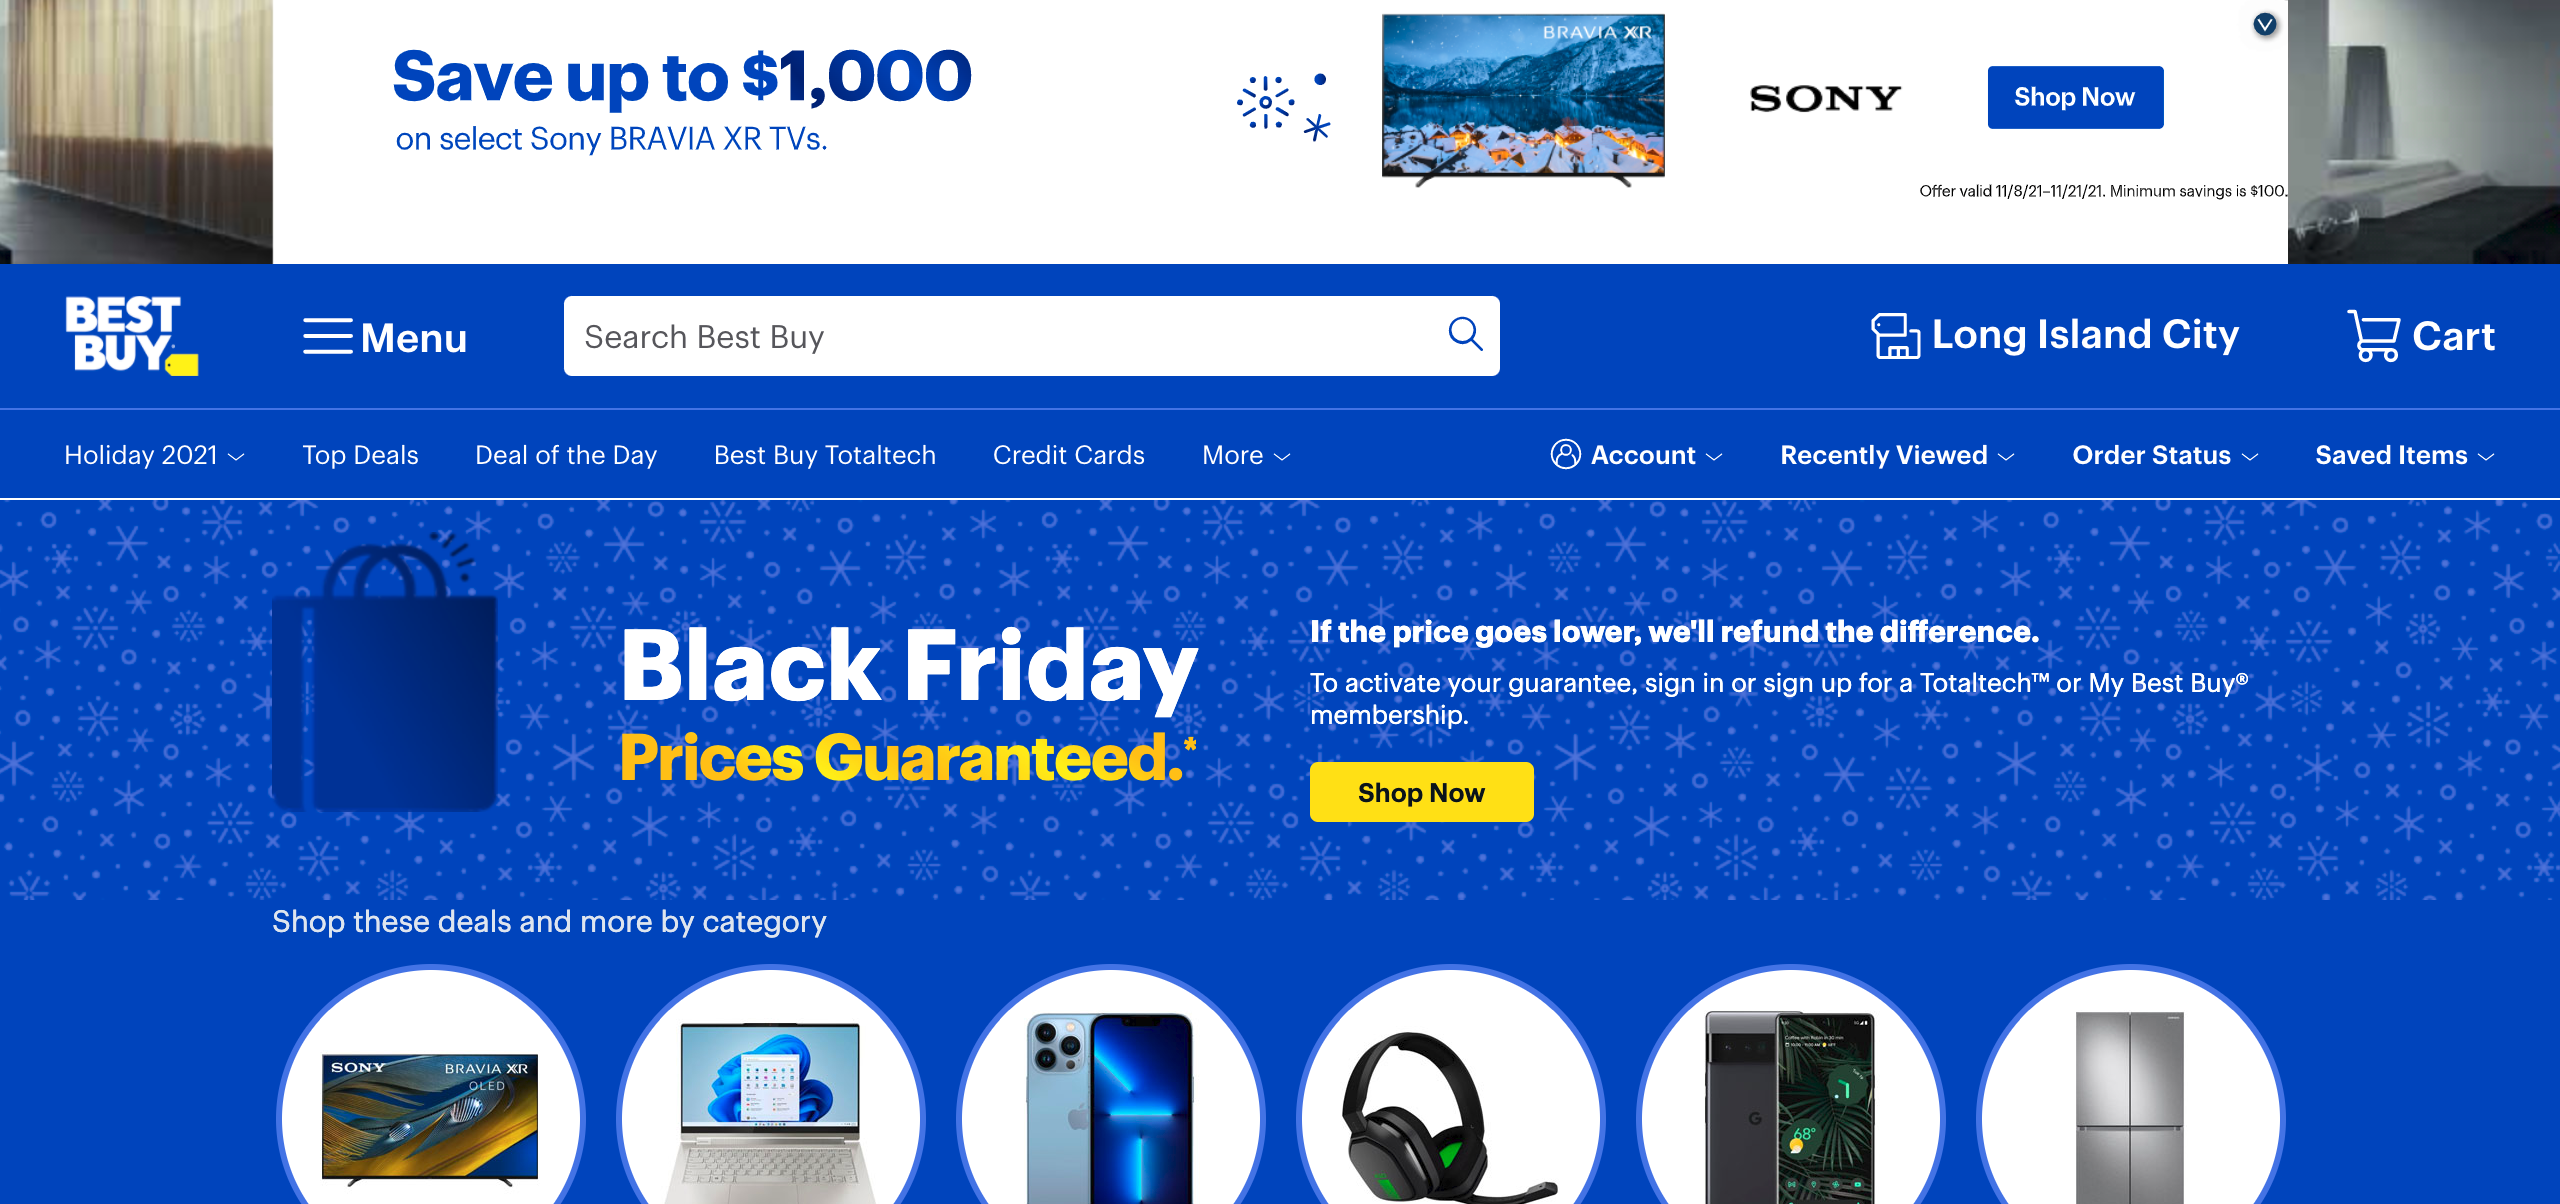 Save up to $1,000
on select Sony BRAVIA XR TVs.
BRAVIA XR
SONY
Shop Now
Offer valid 11/8/21–11/21/21. Minimum savings is $100.
BEST
BUY
Menu
Search Best Buy
Long Island City
Cart
Holiday 2021
Top Deals
Deal of the Day
Best Buy Totaltech
Credit Cards
More
Account
Recently Viewed
Order Status
Saved Items
Black Friday
Prices Guaranteed.*
If the price goes lower, we'll refund the difference.
To activate your guarantee, sign in or sign up for a Totaltech™ or My Best Buy®
membership.
Shop Now
Shop these deals and more by category
SONY
BRAVIA XR
OLED
G
68°